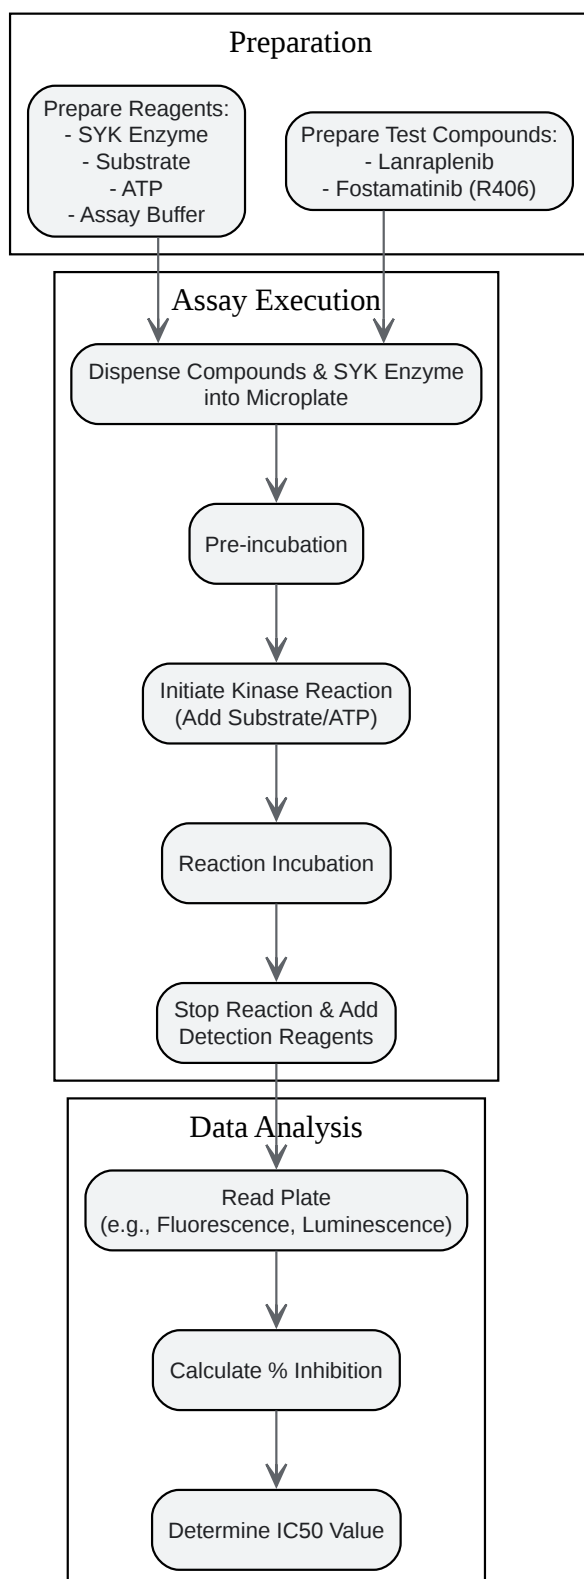 Preparation
Prepare Reagents:
- SYK Enzyme
- Substrate
- ATP
- Assay Buffer
Prepare Test Compounds:
- Lanraplenib
- Fostamatinib (R406)
Assay Execution
Dispense Compounds & SYK Enzyme
into Microplate
Pre-incubation
Initiate Kinase Reaction
(Add Substrate/ATP)
Reaction Incubation
Stop Reaction & Add
Detection Reagents
Data Analysis
Read Plate
(e.g., Fluorescence, Luminescence)
Calculate % Inhibition
Determine IC50 Value